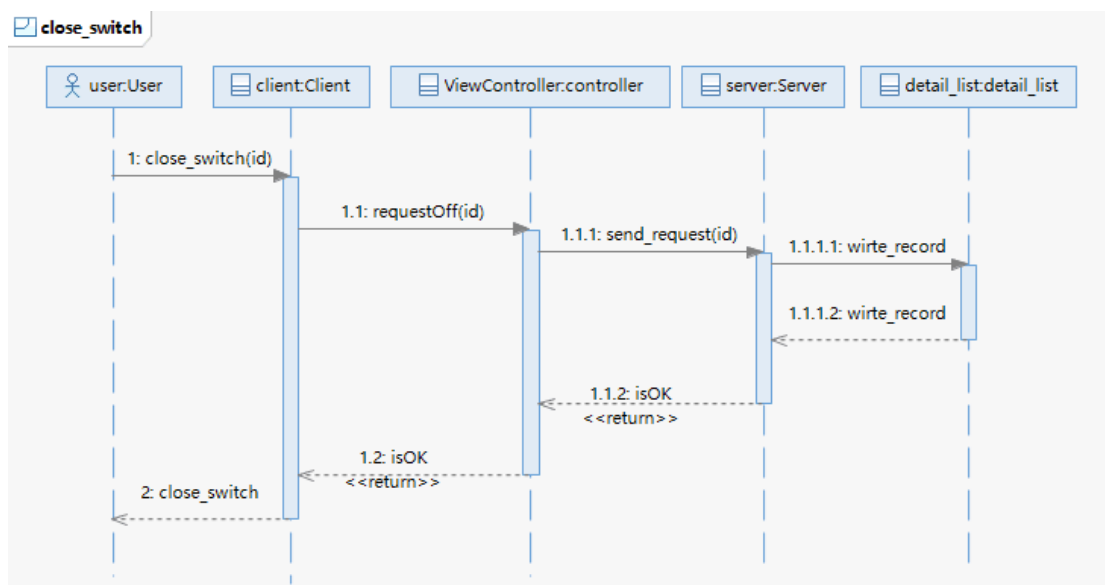 close_switch
user:User
client:Client
ViewController:controller
server:Server
detail_list:detail_list
1: close_switch(id)
1.1: requestOff(id)
1.1.1: send_request(id)
1.1.1.1: wirte_record
1.1.1.2: wirte_record
1.1.2: isOK
<<return>>
1.2: isOK
<<return>>
2: close_switch